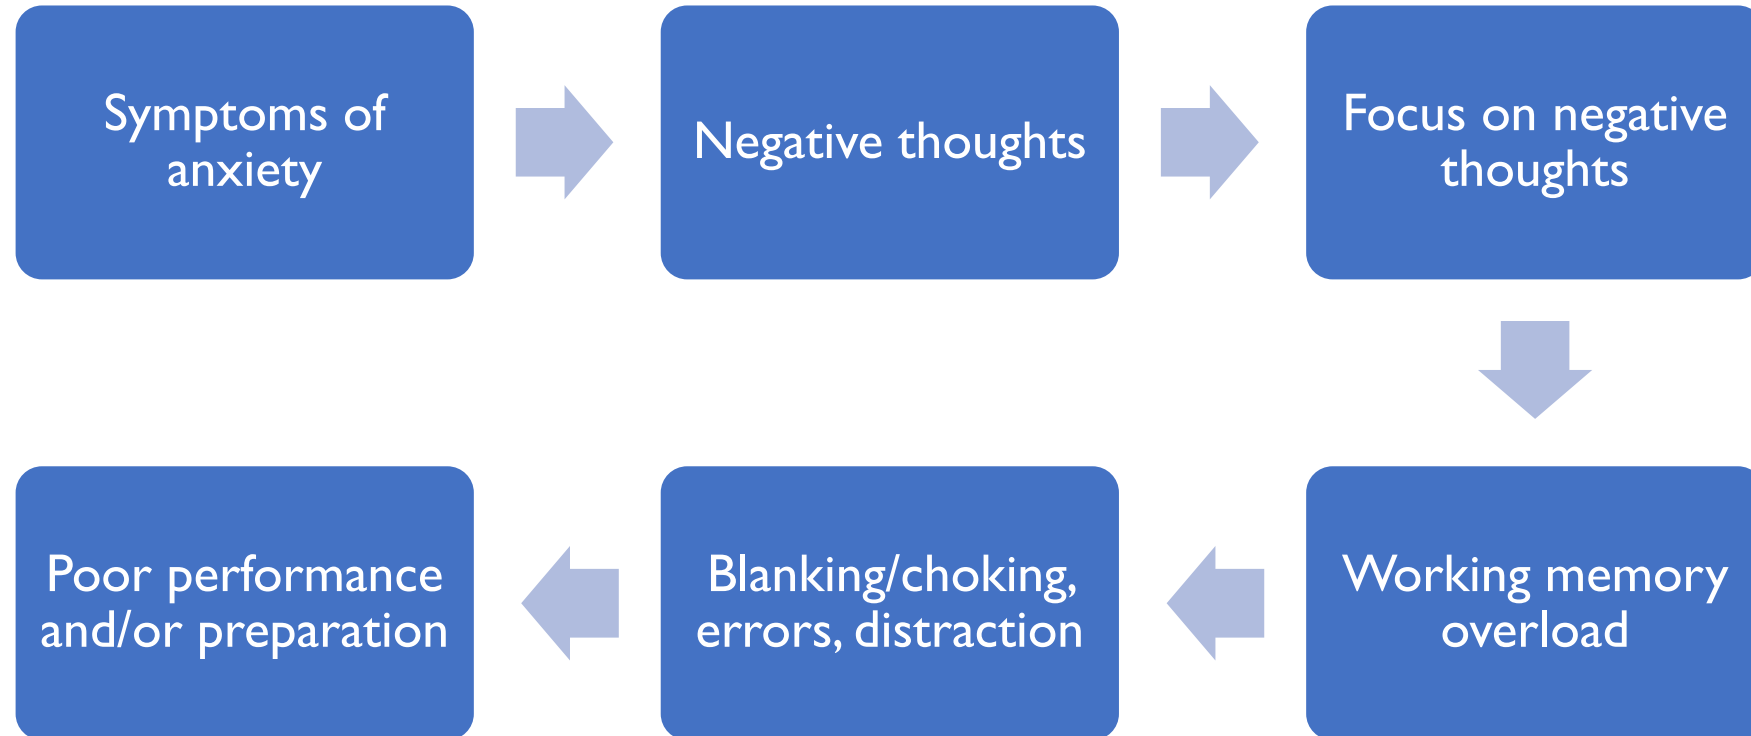 Symptoms of
anxiety
Negative thoughts
Focus on negative
thoughts
Working memory
overload
Blanking/choking,
errors, distraction
Poor performance
and/or preparation